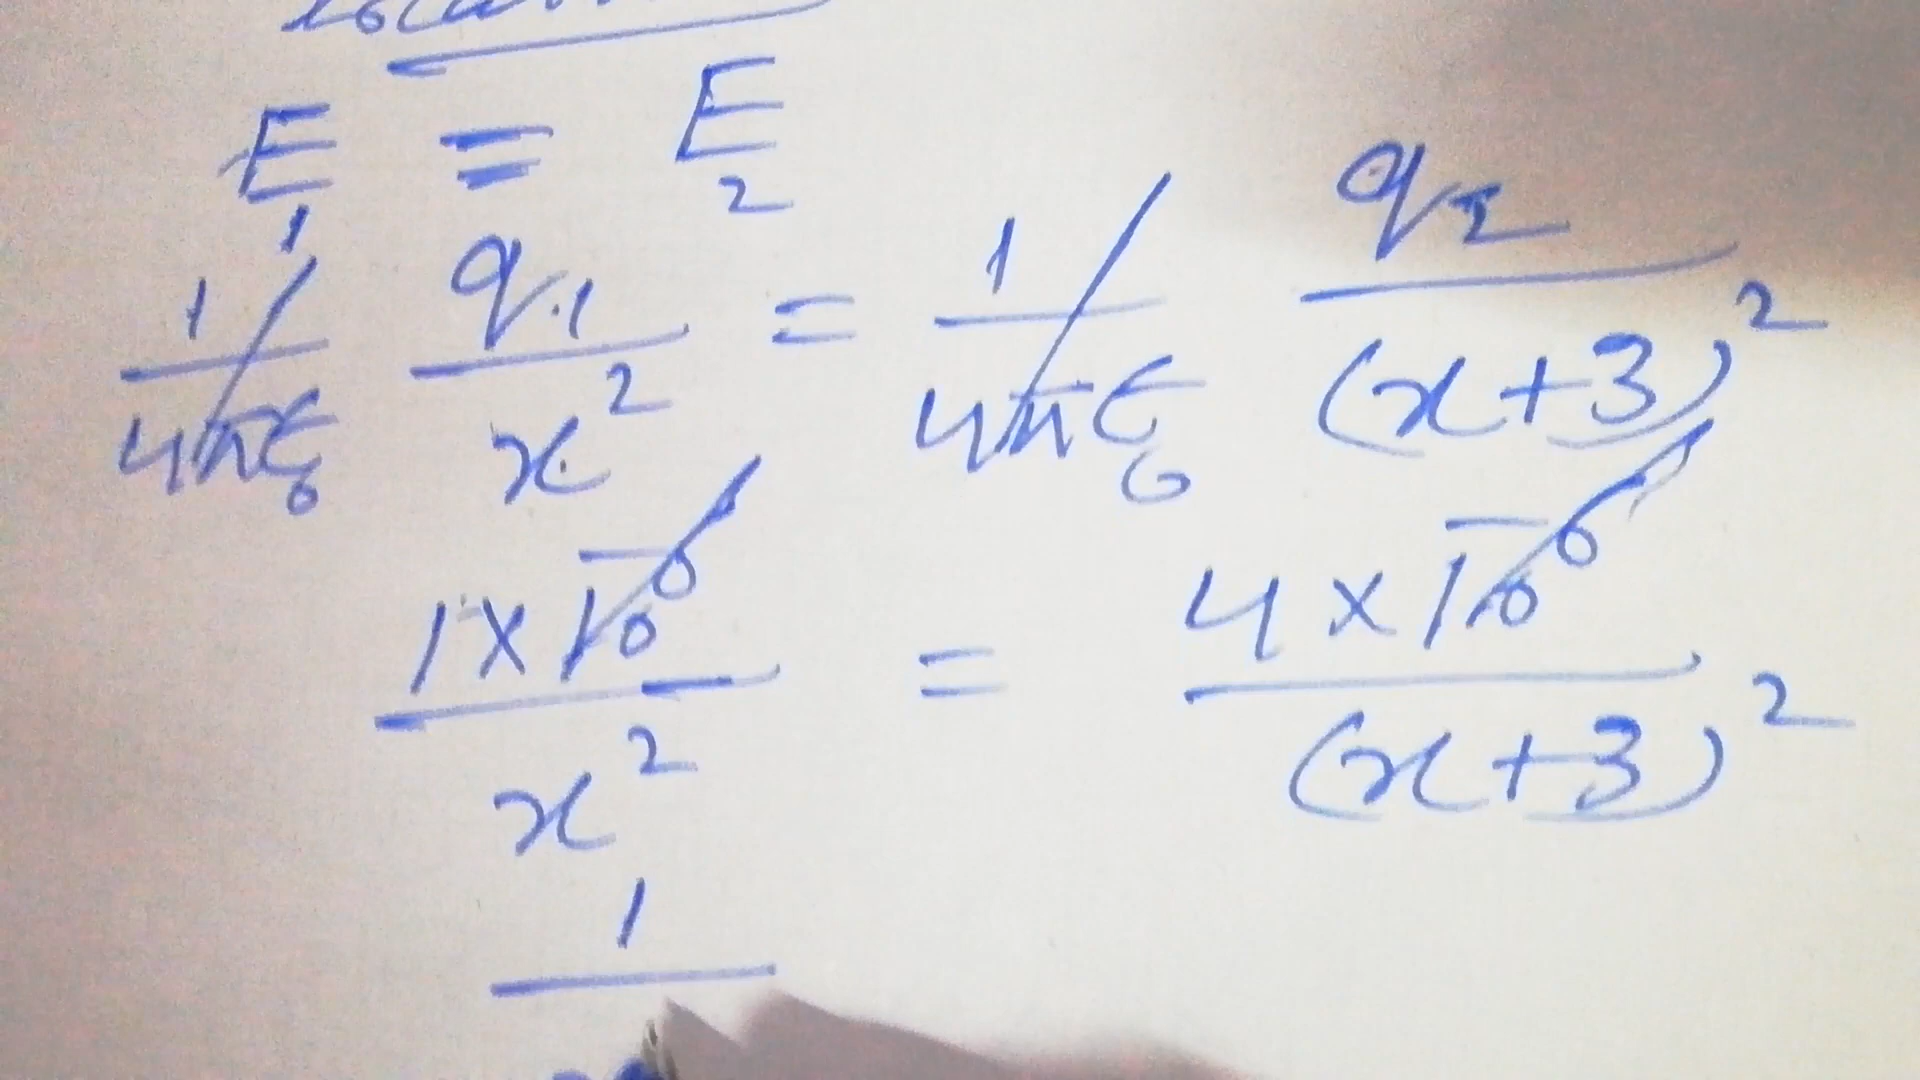 E₁ = E₂
1/4πε₀ q₁/x² = 1/4πε₀ q₂/(x+3)²
1×10⁻⁶/x² = 4×10⁻⁶/(x+3)²
1